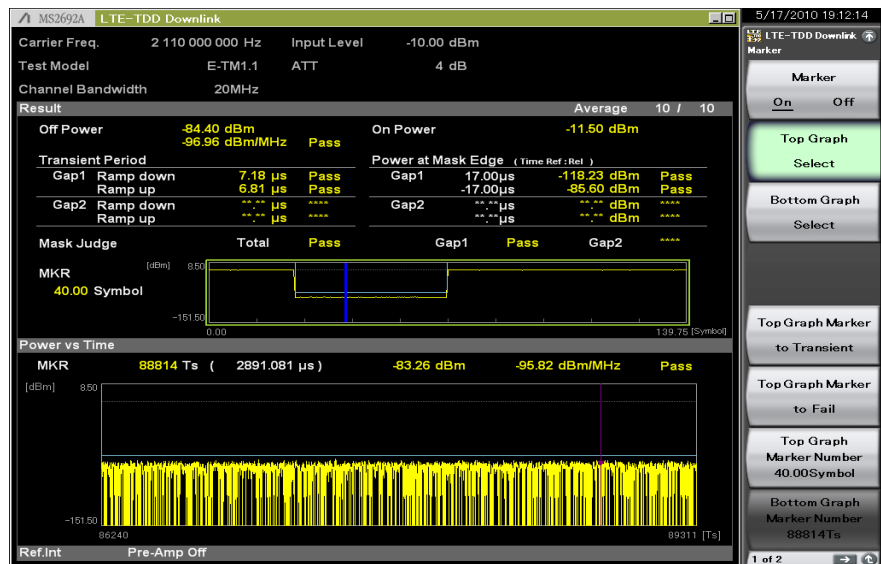 MS2692A LTE-TDD Downlink
Carrier Freq. 2 110 000 000 Hz Input Level -10.00 dBm
Test Model E-TM1.1 ATT 4 dB
Channel Bandwidth 20MHz
Result Average 10 / 10
Off Power -84.40 dBm On Power -11.50 dBm
-96.96 dBm/MHz Pass
Transient Period Power at Mask Edge ( Time Ref : Rel )
Gap1 Ramp down 7.18 µs Pass Gap1 17.00µs -118.23 dBm Pass
Ramp up 6.81 µs Pass -17.00µs -85.60 dBm Pass
Gap2 Ramp down **.** µs **** Gap2 **.**µs **.** dBm ****
Ramp up **.** µs **** **.**µs **.** dBm ****
Mask Judge Total Pass Gap1 Pass Gap2 ****
[dBm] 8.50
MKR
40.00 Symbol
-151.50
0.00 139.75 [Symbol]
Power vs Time
MKR 88814 Ts ( 2891.081 µs ) -83.26 dBm -95.82 dBm/MHz Pass
[dBm] 8.50
-151.50
86240 89311 [Ts]
Ref.Int Pre-Amp Off
5/17/2010 19:12:14
LTE-TDD Downlink
Marker
Marker
On Off
Top Graph
Select
Bottom Graph
Select
Top Graph Marker
to Transient
Top Graph Marker
to Fail
Top Graph
Marker Number
40.00Symbol
Bottom Graph
Marker Number
88814Ts
1 of 2